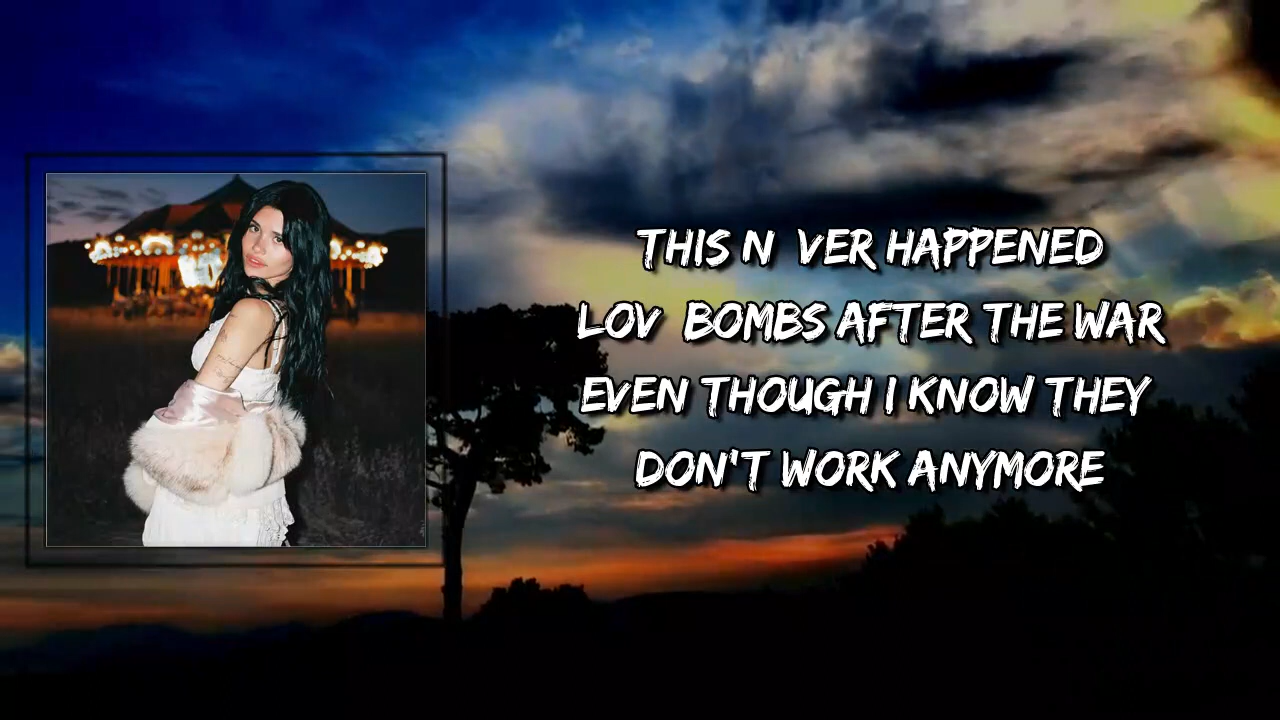 THIS N VER HAPPENED
LOV BOMBS AFTER THE WAR
EVEN THOUGH I KNOW THEY
DON'T WORK ANYMORE